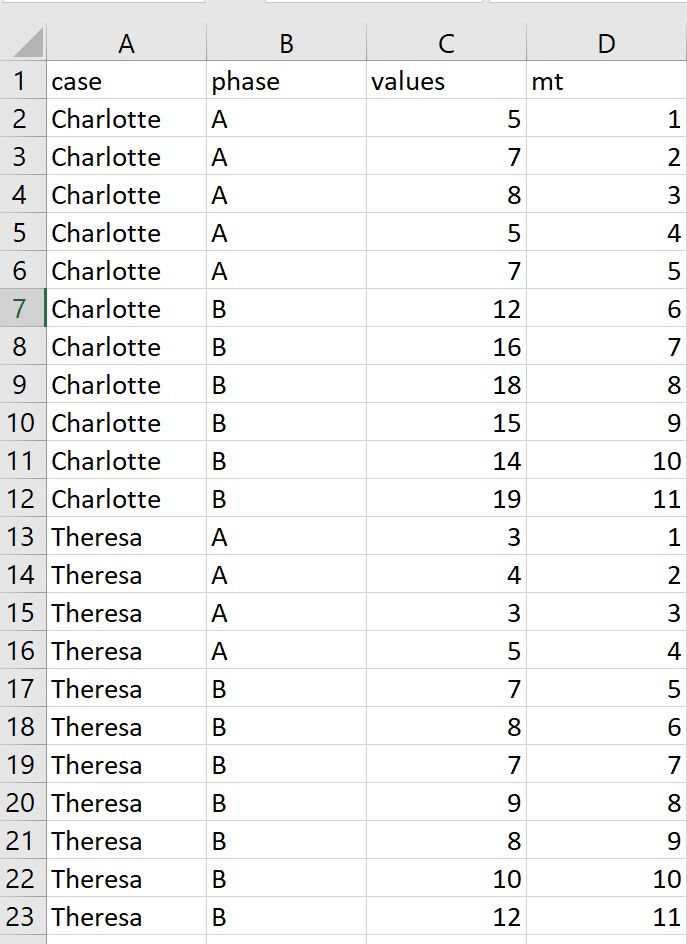 A B C D
1 case phase values mt
2 Charlotte A 5 1
3 Charlotte A 7 2
4 Charlotte A 8 3
5 Charlotte A 5 4
6 Charlotte A 7 5
7 Charlotte B 12 6
8 Charlotte B 16 7
9 Charlotte B 18 8
10 Charlotte B 15 9
11 Charlotte B 14 10
12 Charlotte B 19 11
13 Theresa A 3 1
14 Theresa A 4 2
15 Theresa A 3 3
16 Theresa A 5 4
17 Theresa B 7 5
18 Theresa B 8 6
19 Theresa B 7 7
20 Theresa B 9 8
21 Theresa B 8 9
22 Theresa B 10 10
23 Theresa B 12 11